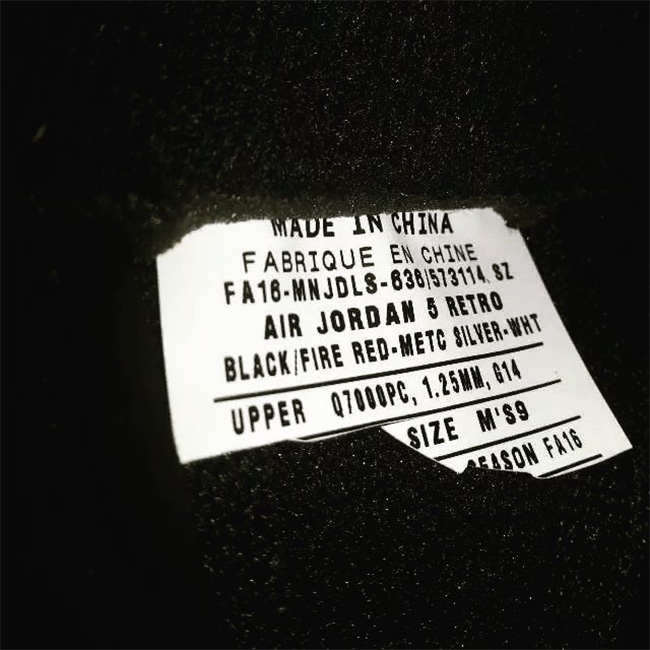 MADE IN CHINA
FABRIQUE EN CHINE
FA16-MNJDLS-636/573114, SZ
AIR JORDAN 5 RETRO
BLACK/FIRE RED-METC SILVER-WHT
UPPER Q7000PC, 1.25MM, G14
SIZE M'S9
SEASON FA16